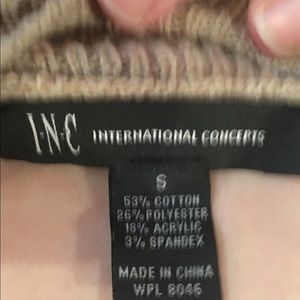 I·N·C INTERNATIONAL CONCEPTS
S
53% COTTON
26% POLYESTER
18% ACRYLIC
3% SPANDEX
MADE IN CHINA
WPL 8046